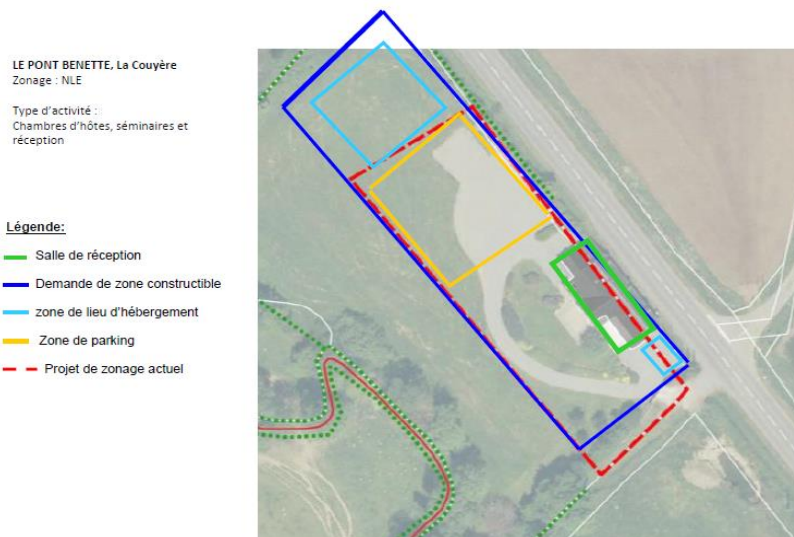 LE PONT BENETTE, La Couyère
Zonage : NLE
Type d'activité :
Chambres d'hôtes, séminaires et
réception
Légende:
Salle de réception
Demande de zone constructible
zone de lieu d'hébergement
Zone de parking
Projet de zonage actuel